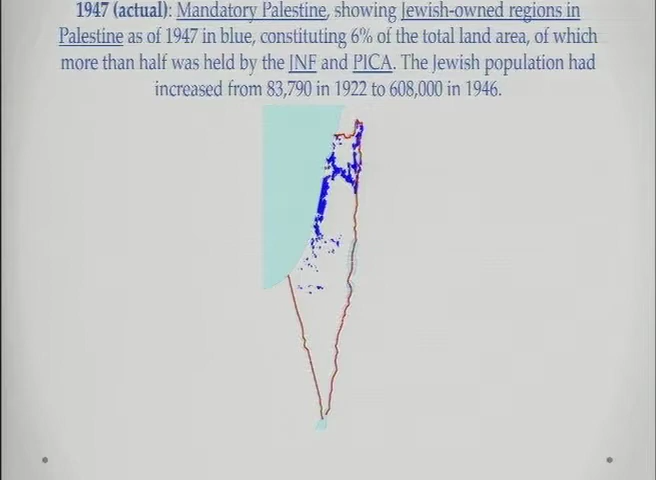 1947 (actual): Mandatory Palestine, showing Jewish-owned regions in
Palestine as of 1947 in blue, constituting 6% of the total land area, of which
more than half was held by the JNF and PICA. The Jewish population had
increased from 83,790 in 1922 to 608,000 in 1946.